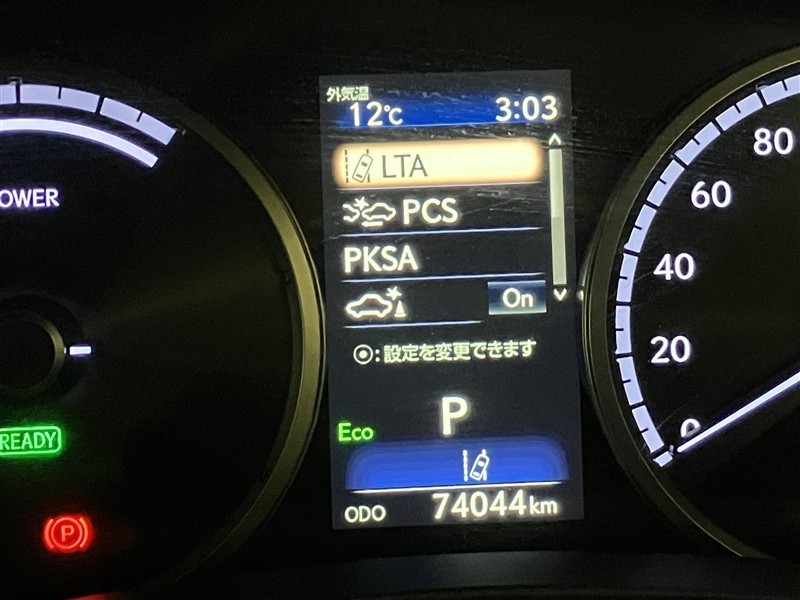 外気温
12℃ 3:03
LTA
PCS
PKSA
On
:設定を変更できます
P
Eco
ODO 74044km
OWER
READY
P
80
60
40
20
0